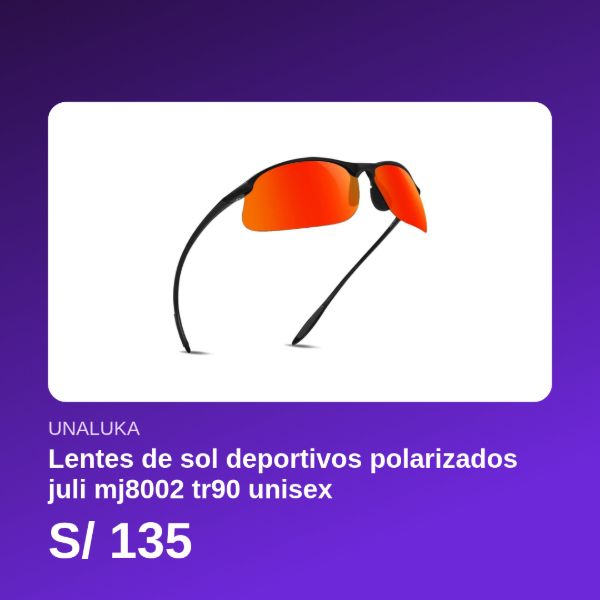 UNALUKA
Lentes de sol deportivos polarizados
juli mj8002 tr90 unisex
S/ 135